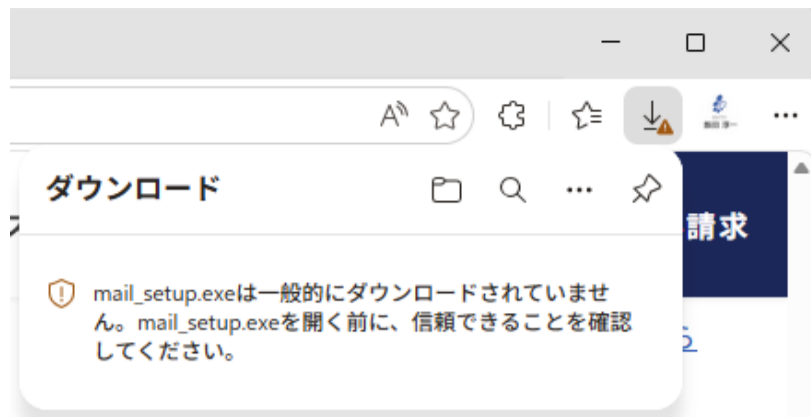 ダウンロード
請求
mail_setup.exeは一般的にダウンロードされていませ
ん。mail_setup.exeを開く前に、信頼できることを確認
してください。